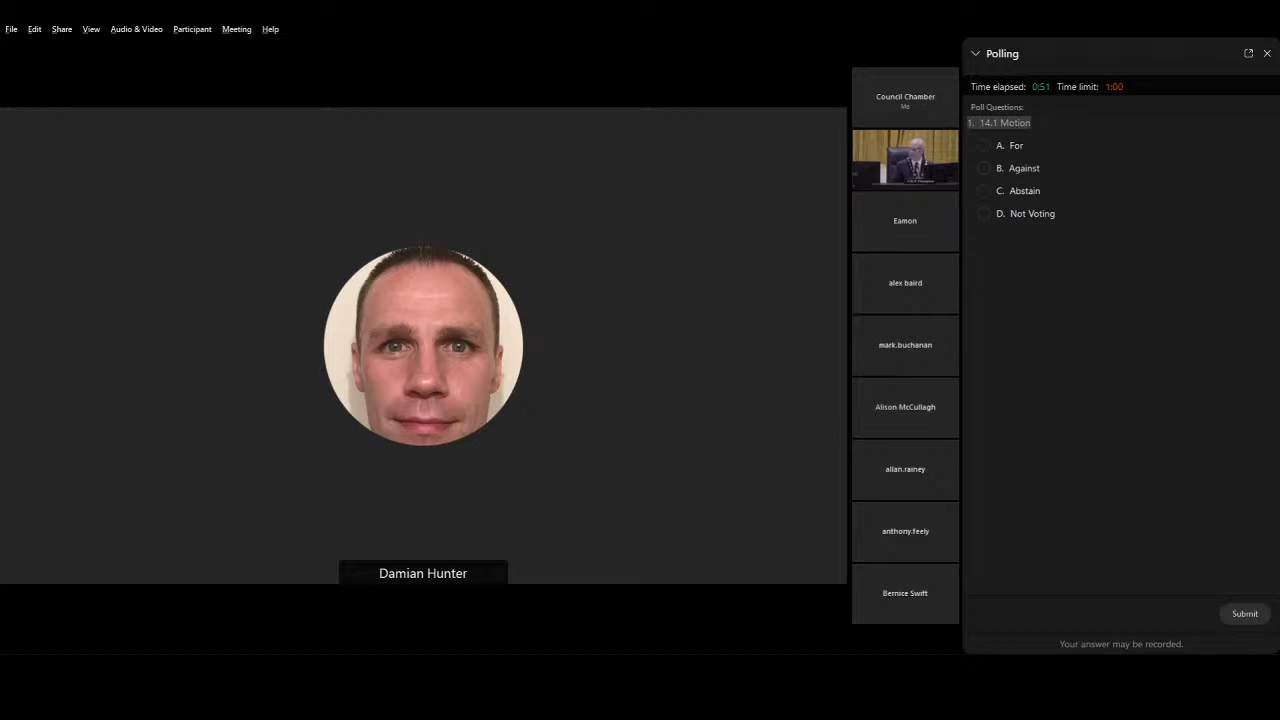 File Edit Share View Audio & Video Participant Meeting Help
Polling
Time elapsed: 0:51 Time limit: 1:00
Poll Questions:
1. 14.1 Motion
A. For
B. Against
C. Abstain
D. Not Voting
Submit
Your answer may be recorded.
Council Chamber
Me
Eamon
alex baird
mark.buchanan
Alison McCullagh
allan.rainey
anthony.feely
Bernice Swift
Damian Hunter